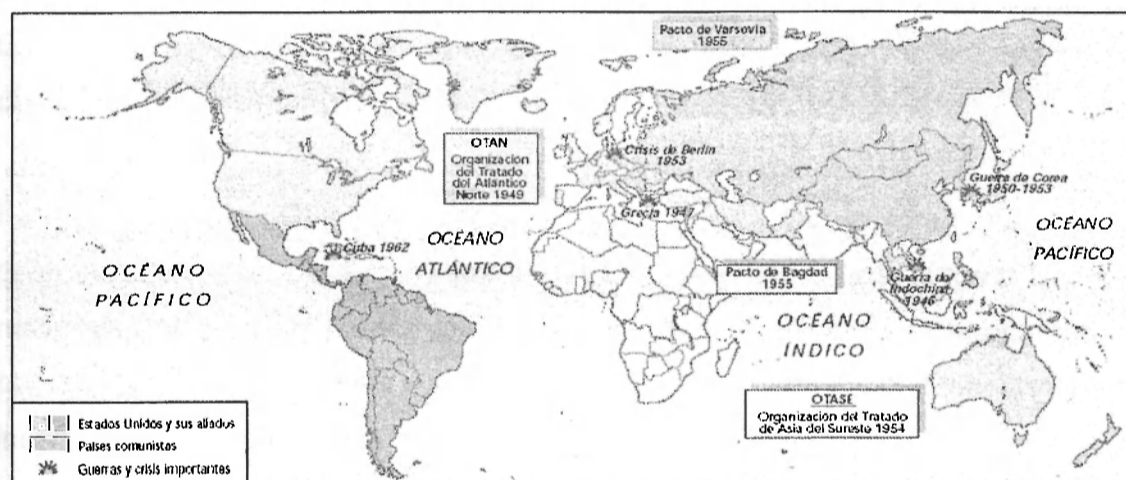 Pacto de Varsovia
1955
OTAN
Organización
del Tratado
del Atlántico
Norte 1949
Crisis de Berlín
1953
Guerra de Corea
1950-1953
Grecia 1947
Cuba 1962
OCÉANO
ATLÁNTICO
OCÉANO
PACÍFICO
OCÉANO
PACÍFICO
Pacto de Bagdad
1955
Guerra de
Indochina
1946
OCÉANO
ÍNDICO
OTASE
Organización del Tratado
de Asia del Sureste 1954
Estados Unidos y sus aliados
Países comunistas
Guerras y crisis importantes